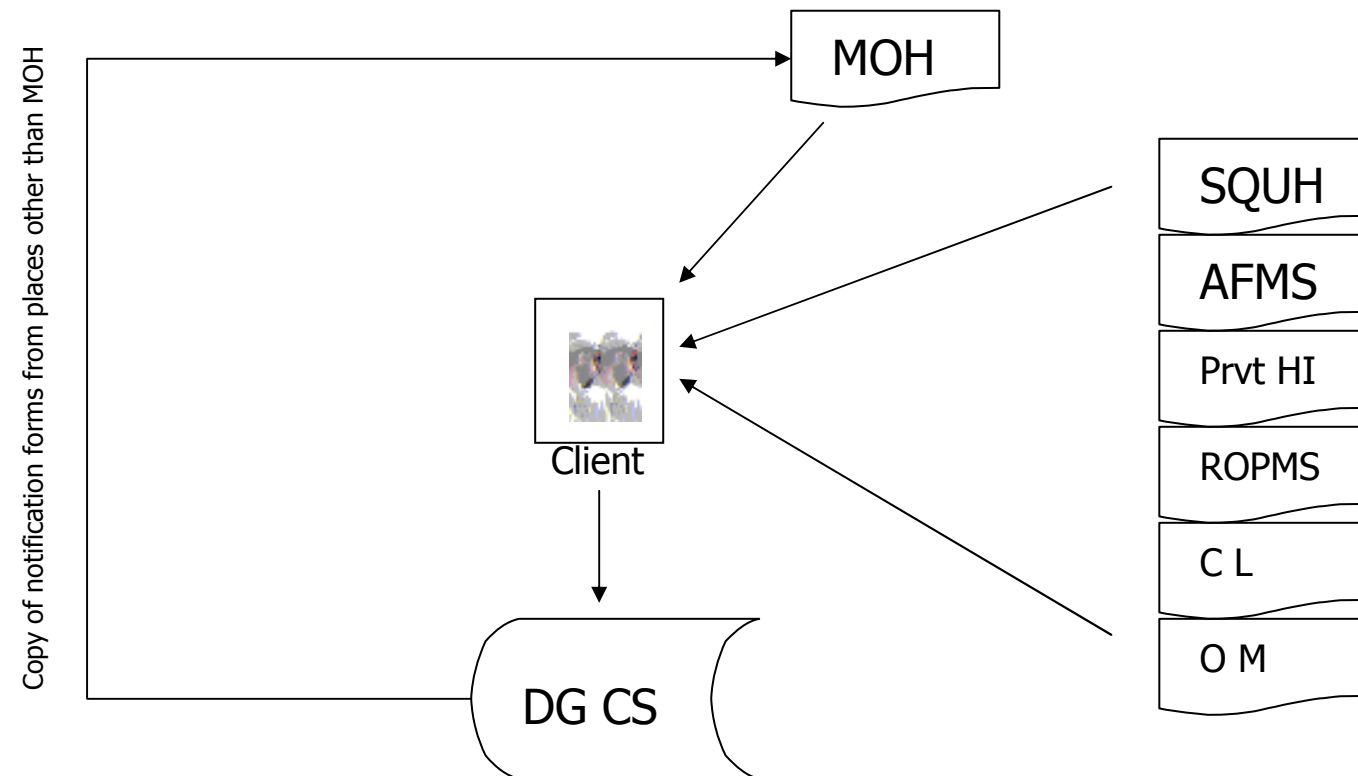 Copy of notification forms from places other than MOH
MOH
SQUH
AFMS
Prvt HI
ROPMS
C L
O M
Client
DG CS